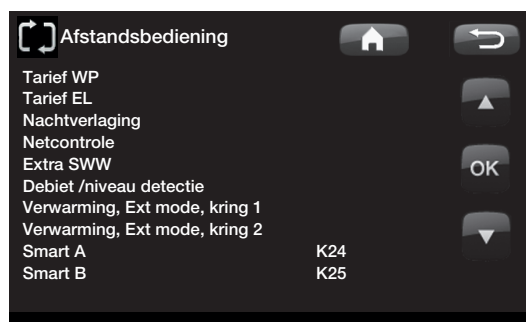 Afstandsbediening
Tarief WP
Tarief EL
Nachtverlaging
Netcontrole
Extra SWW
OK
Debiet /niveau detectie
Verwarming, Ext mode, kring 1
Verwarming, Ext mode, kring 2
Smart A K24
Smart B K25